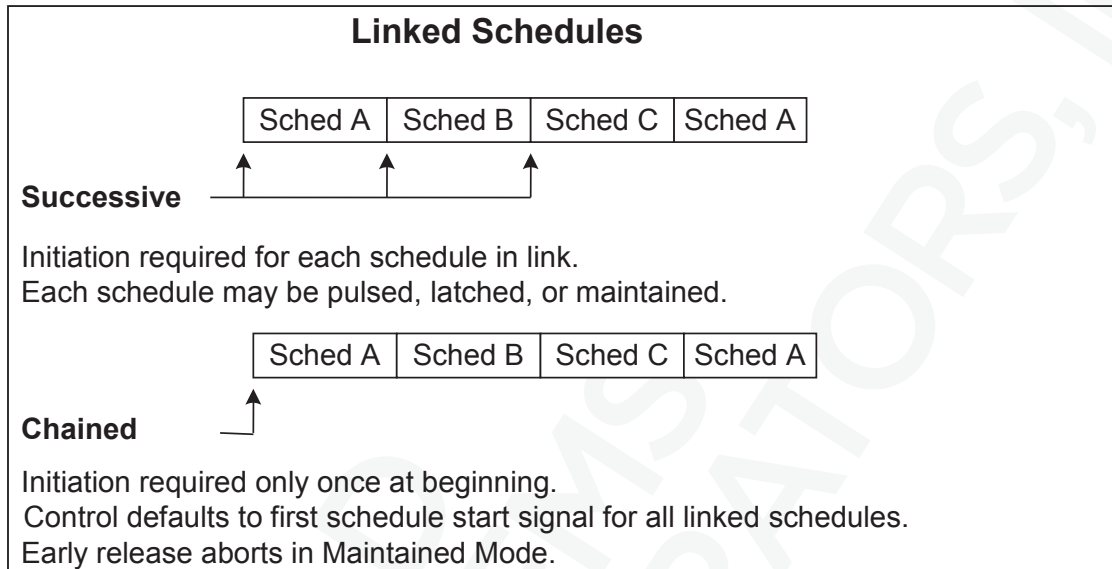 Linked Schedules
Sched A Sched B Sched C Sched A
Successive
Initiation required for each schedule in link.
Each schedule may be pulsed, latched, or maintained.
Sched A Sched B Sched C Sched A
Chained
Initiation required only once at beginning.
Control defaults to first schedule start signal for all linked schedules.
Early release aborts in Maintained Mode.